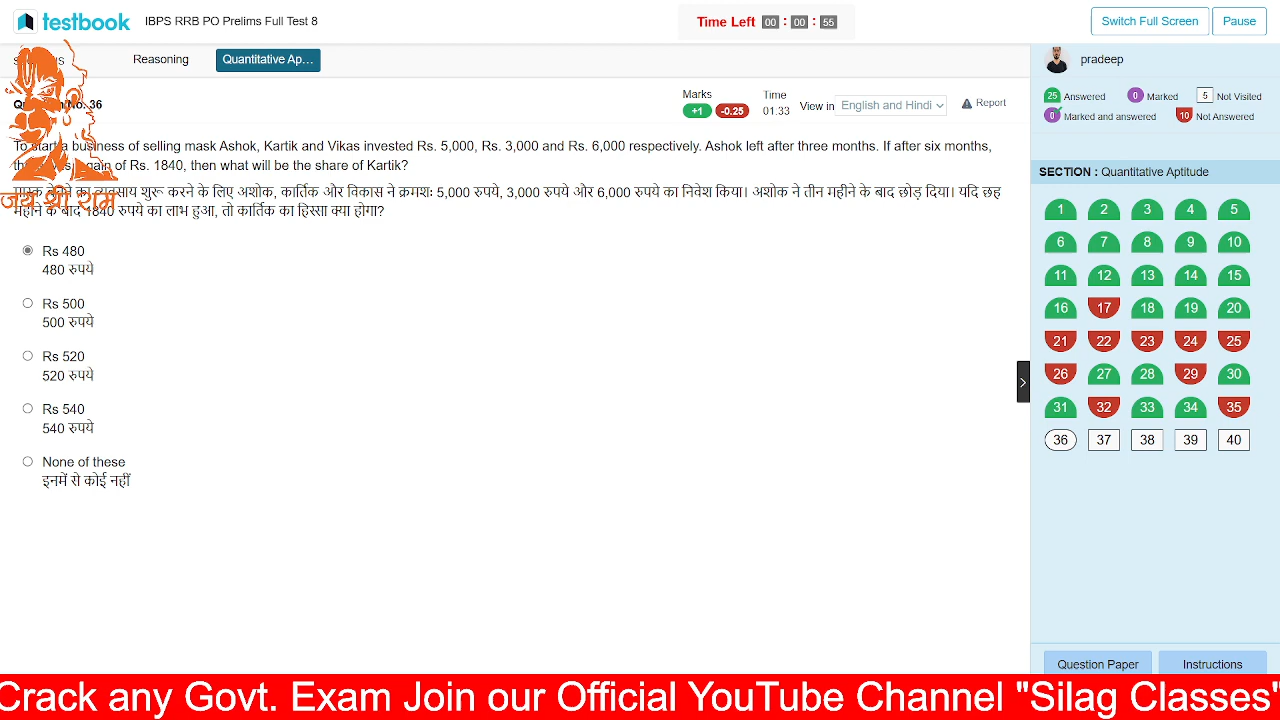 testbook
IBPS RRB PO Prelims Full Test 8
Time Left 00 : 00 : 55
Switch Full Screen
Pause
Reasoning
Quantitative Ap...
pradeep
No. 36
Marks
+1 -0.25
Time
01:33
View in English and Hindi
Report
25 Answered
0 Marked
5 Not Visited
0 Marked and answered
10 Not Answered
To start a business of selling mask Ashok, Kartik and Vikas invested Rs. 5,000, Rs. 3,000 and Rs. 6,000 respectively. Ashok left after three months. If after six months,
gain of Rs. 1840, then what will be the share of Kartik?
मास्क बेचने का व्यवसाय शुरू करने के लिए अशोक, कार्तिक ओर विकास ने क्रमशः 5,000 रुपये, 3,000 रुपये ओर 6,000 रुपये का निवेश किया। अशोक ने तीन महीने के बाद छोड़ दिया। यदि छह
महीने के बाद 1840 रुपये का लाभ हुआ, तो कार्तिक का हिस्सा क्या होगा?
जय श्री राम
Rs 480
480 रुपये
Rs 500
500 रुपये
Rs 520
520 रुपये
Rs 540
540 रुपये
None of these
इनमें से कोई नहीं
SECTION : Quantitative Aptitude
1 2 3 4 5
6 7 8 9 10
11 12 13 14 15
16 17 18 19 20
21 22 23 24 25
26 27 28 29 30
31 32 33 34 35
36 37 38 39 40
Question Paper
Instructions
Crack any Govt. Exam Join our Official YouTube Channel "Silag Classes"